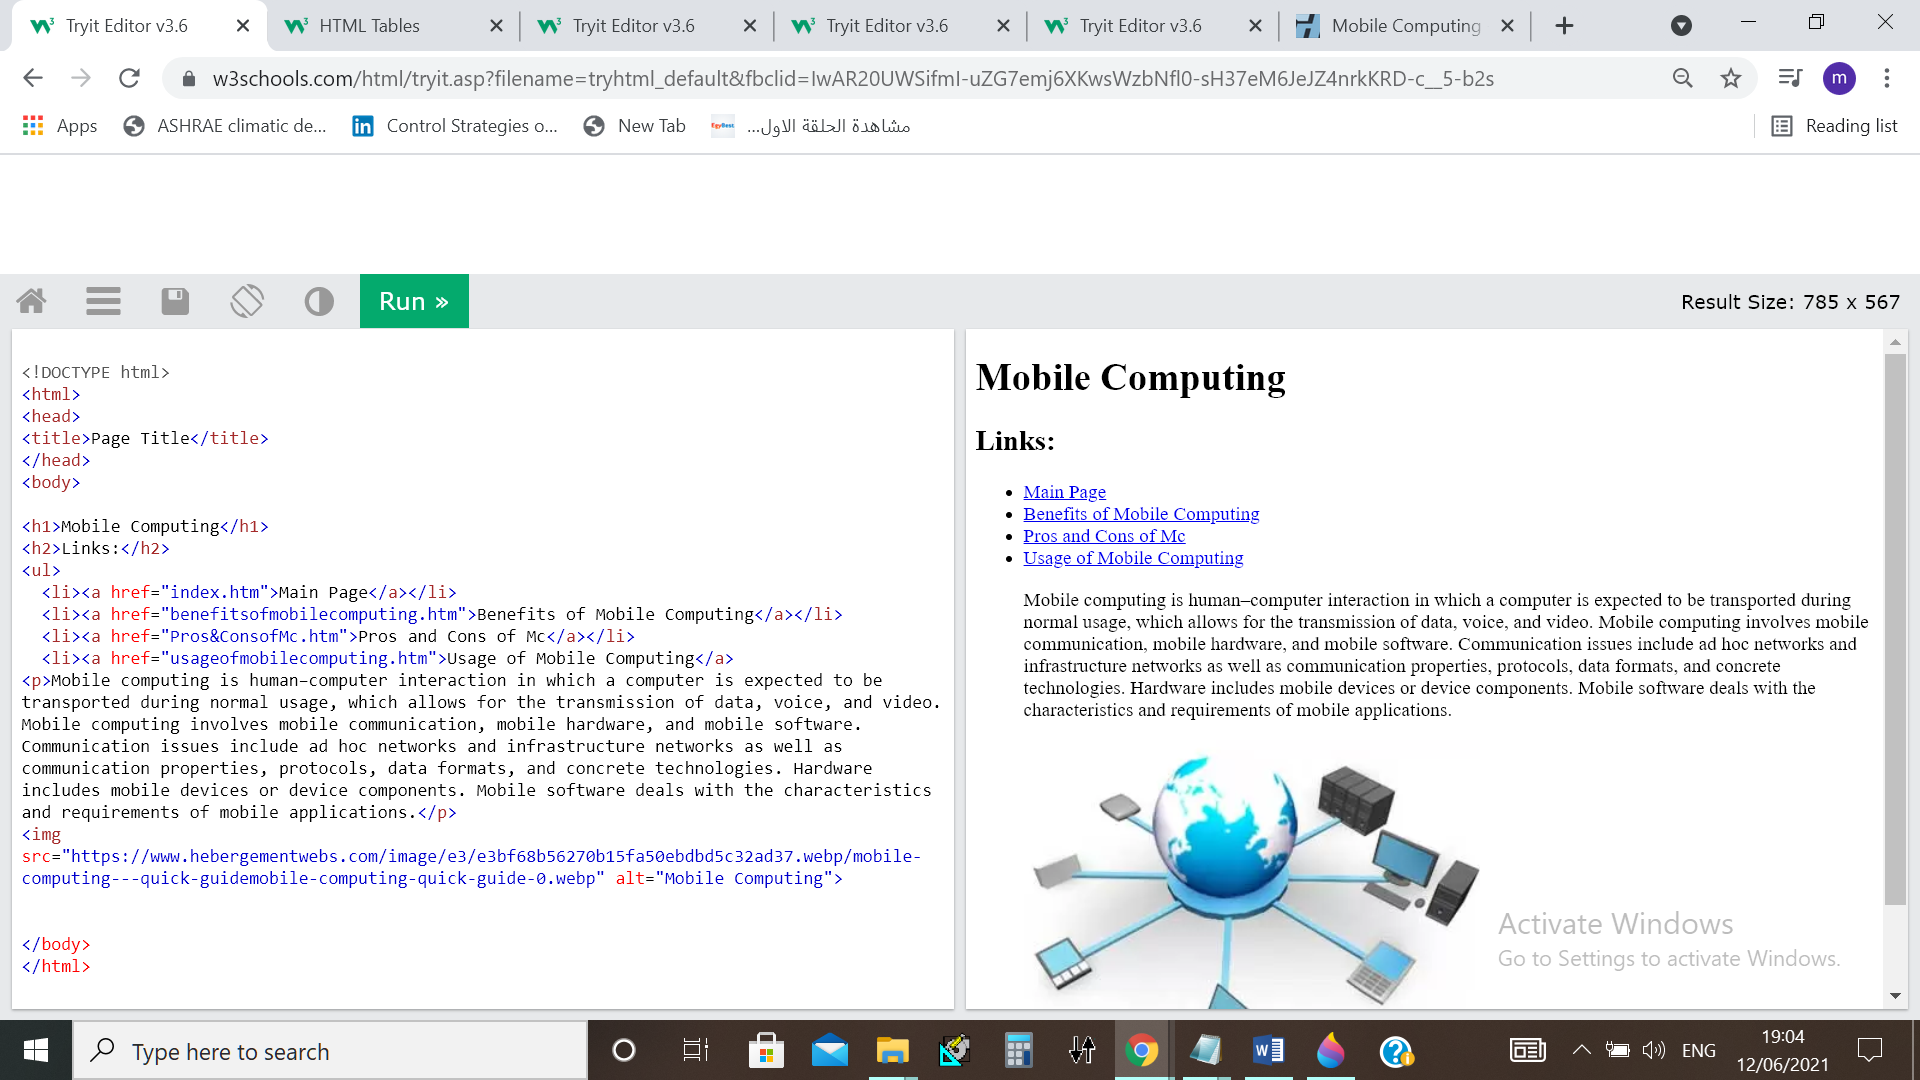 Tryit Editor v3.6
HTML Tables
Tryit Editor v3.6
Tryit Editor v3.6
Tryit Editor v3.6
Mobile Computing
w3schools.com/html/tryit.asp?filename=tryhtml_default&fbclid=IwAR20UWSifmI-uZG7emj6XKwsWzbNfl0-sH37eM6JeJZ4nrkKRD-c__5-b2s
m
Apps
ASHRAE climatic de...
Control Strategies o...
New Tab
EgyBest
مشاهدة الحلقة الاول...
Reading list
Run »
Result Size: 785 x 567
<!DOCTYPE html>
<html>
<head>
<title>Page Title</title>
</head>
<body>
<h1>Mobile Computing</h1>
<h2>Links:</h2>
<ul>
<li><a href="index.htm">Main Page</a></li>
<li><a href="benefitsofmobilecomputing.htm">Benefits of Mobile Computing</a></li>
<li><a href="Pros&ConsofMc.htm">Pros and Cons of Mc</a></li>
<li><a href="usageofmobilecomputing.htm">Usage of Mobile Computing</a>
<p>Mobile computing is human–computer interaction in which a computer is expected to be
transported during normal usage, which allows for the transmission of data, voice, and video.
Mobile computing involves mobile communication, mobile hardware, and mobile software.
Communication issues include ad hoc networks and infrastructure networks as well as
communication properties, protocols, data formats, and concrete technologies. Hardware
includes mobile devices or device components. Mobile software deals with the characteristics
and requirements of mobile applications.</p>
<img
src="https://www.hebergementwebs.com/image/e3/e3bf68b56270b15fa50ebdbd5c32ad37.webp/mobile-
computing---quick-guidemobile-computing-quick-guide-0.webp" alt="Mobile Computing">
</body>
</html>
Mobile Computing
Links:
Main Page
Benefits of Mobile Computing
Pros and Cons of Mc
Usage of Mobile Computing
Mobile computing is human–computer interaction in which a computer is expected to be transported during
normal usage, which allows for the transmission of data, voice, and video. Mobile computing involves mobile
communication, mobile hardware, and mobile software. Communication issues include ad hoc networks and
infrastructure networks as well as communication properties, protocols, data formats, and concrete
technologies. Hardware includes mobile devices or device components. Mobile software deals with the
characteristics and requirements of mobile applications.
Activate Windows
Go to Settings to activate Windows.
Type here to search
ENG
19:04
12/06/2021